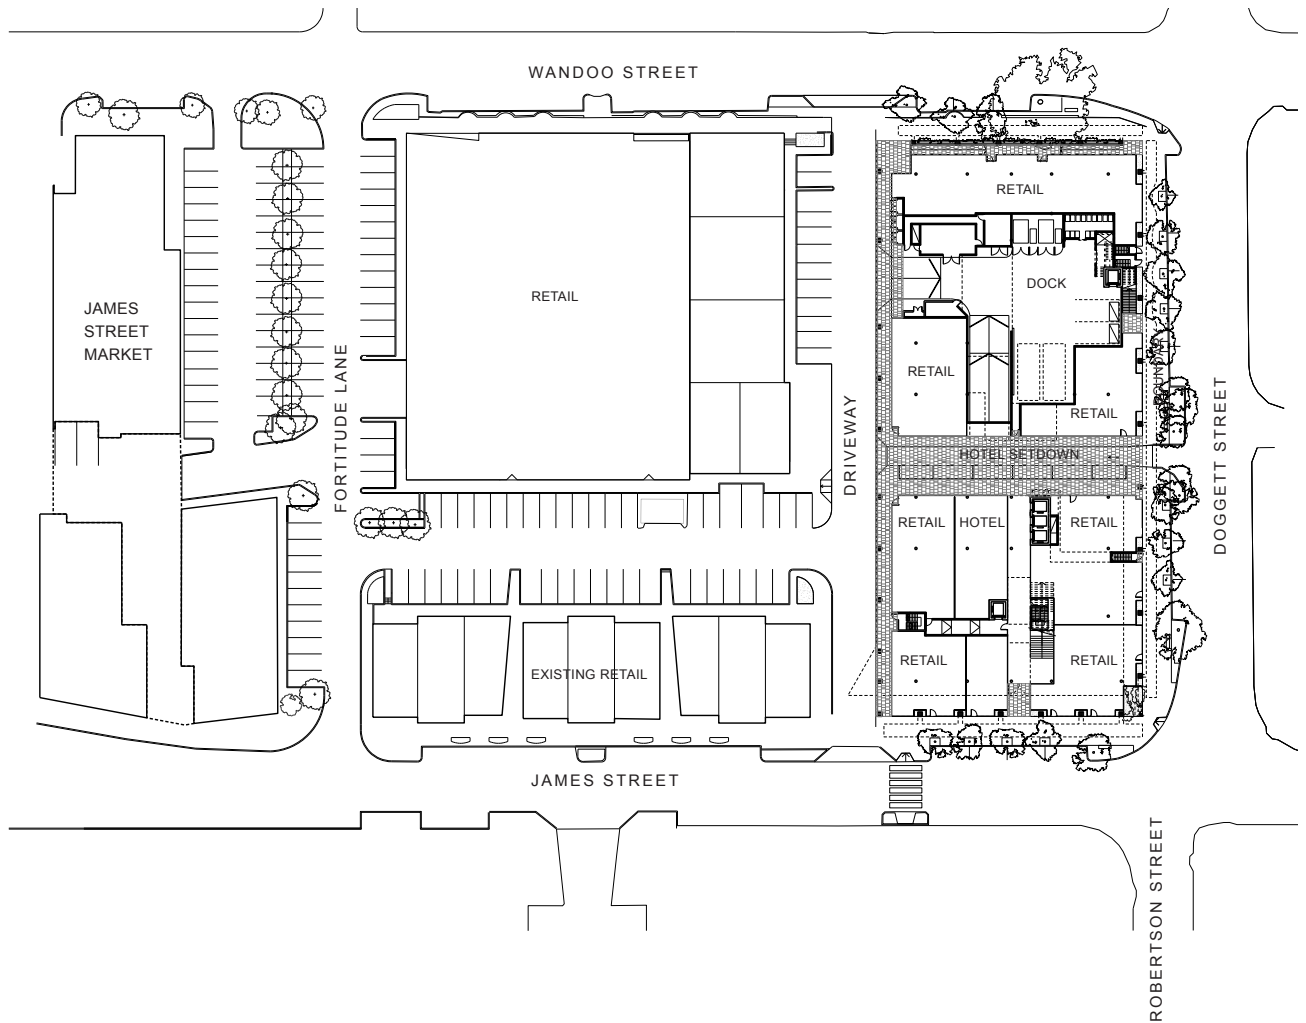 WANDOO STREET
RETAIL
DOCK
JAMES
STREET
MARKET
RETAIL
FORTITUDE LANE
RETAIL
DRIVEWAY
RETAIL
DOGGETT STREET
HOTEL SETDOWN
RETAIL
HOTEL
RETAIL
EXISTING RETAIL
RETAIL
RETAIL
JAMES STREET
ROBERTSON STREET